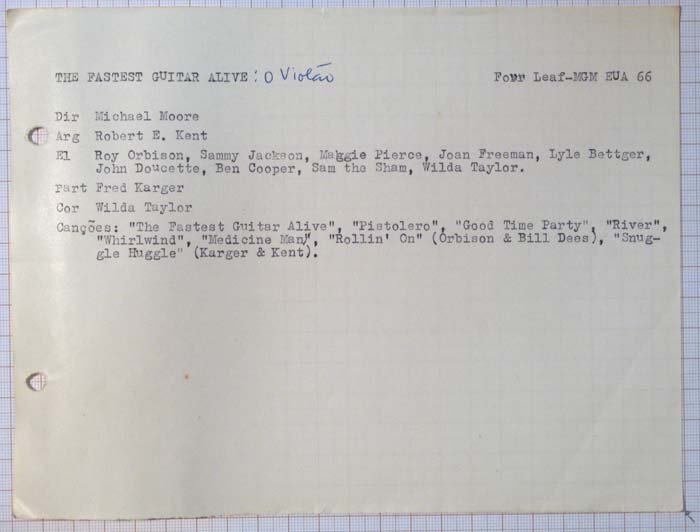 THE FASTEST GUITAR ALIVE: O Violão Four Leaf-MGM EUA 66
Dir Michael Moore
Arg Robert E. Kent
El Roy Orbison, Sammy Jackson, Maggie Pierce, Joan Freeman, Lyle Bettger,
John Doucette, Ben Cooper, Sam the Sham, Wilda Taylor.
Part Fred Karger
Cor Wilda Taylor
Canções: "The Fastest Guitar Alive", "Pistolero", "Good Time Party", "River",
"Whirlwind", "Medicine Man", "Rollin' On" (Orbison & Bill Dees), "Snug-
gle Huggle" (Karger & Kent).